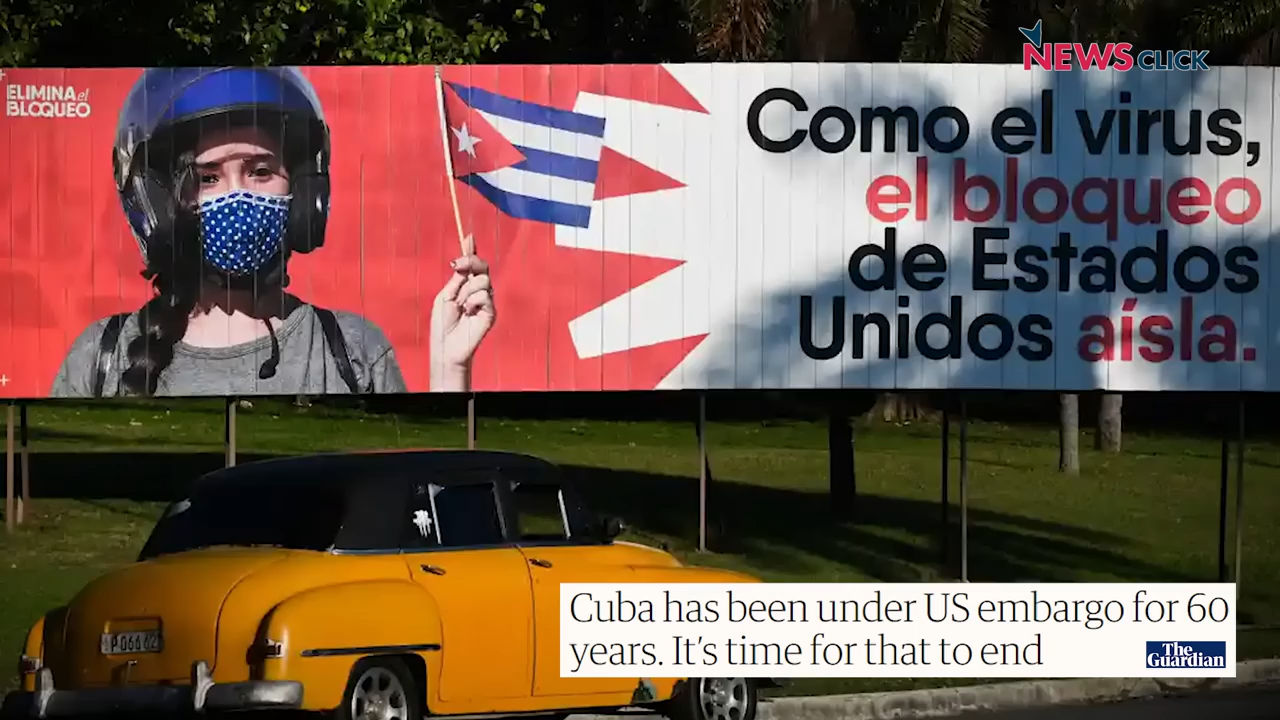 NEWSCLICK
ELIMINA el
BLOQUEO
Como el virus,
el bloqueo
de Estados
Unidos aísla.
Cuba has been under US embargo for 60
years. It's time for that to end
The
Guardian